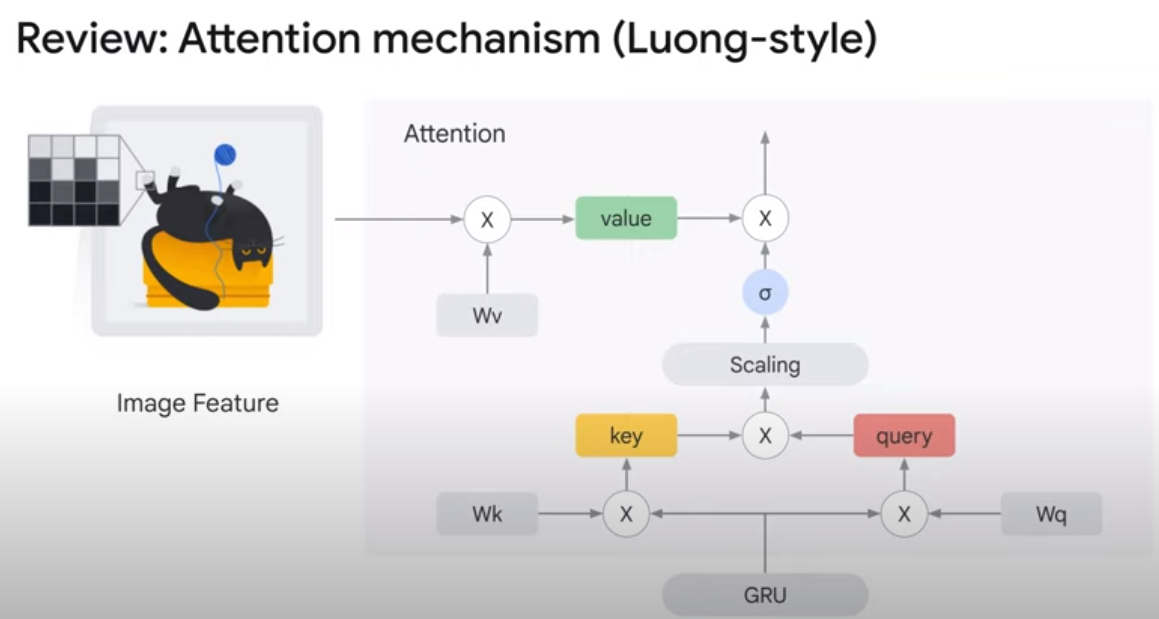 Review: Attention mechanism (Luong-style)
Attention
X
value
X
Wv
σ
Scaling
Image Feature
key
X
query
Wk
X
X
Wq
GRU